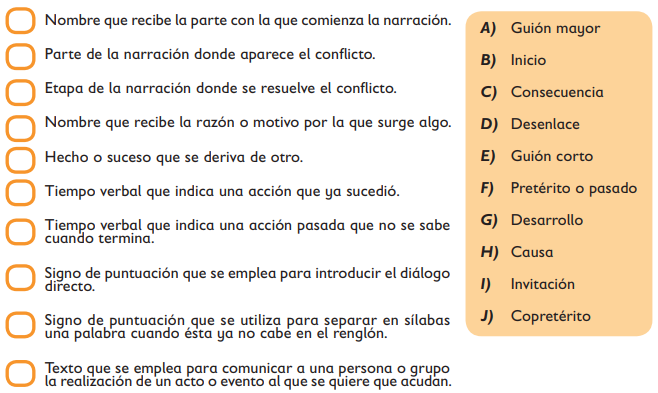 Nombre que recibe la parte con la que comienza la narración.
Parte de la narración donde aparece el conflicto.
Etapa de la narración donde se resuelve el conflicto.
Nombre que recibe la razón o motivo por la que surge algo.
Hecho o suceso que se deriva de otro.
Tiempo verbal que indica una acción que ya sucedió.
Tiempo verbal que indica una acción pasada que no se sabe
cuando termina.
Signo de puntuación que se emplea para introducir el diálogo
directo.
Signo de puntuación que se utiliza para separar en sílabas
una palabra cuando ésta ya no cabe en el renglón.
Texto que se emplea para comunicar a una persona o grupo
la realización de un acto o evento al que se quiere que acudan.
A) Guión mayor
B) Inicio
C) Consecuencia
D) Desenlace
E) Guión corto
F) Pretérito o pasado
G) Desarrollo
H) Causa
I) Invitación
J) Copretérito